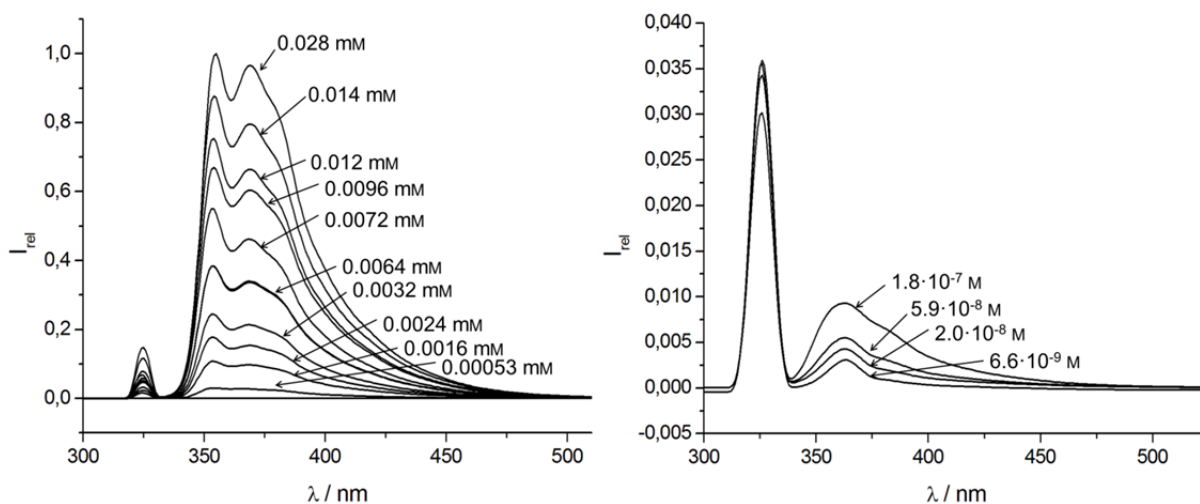 1,0
0,8
0,6
0,4
0,2
0,0
I rel
0.028 mM
0.014 mM
0.012 mM
0.0096 mM
0.0072 mM
0.0064 mM
0.0032 mM
0.0024 mM
0.0016 mM
0.00053 mM
300 350 400 450 500
λ / nm
0,040
0,035
0,030
0,025
0,020
0,015
0,010
0,005
0,000
-0,005
I rel
1.8·10⁻⁷ M
5.9·10⁻⁸ M
2.0·10⁻⁸ M
6.6·10⁻⁹ M
300 350 400 450 500
λ / nm